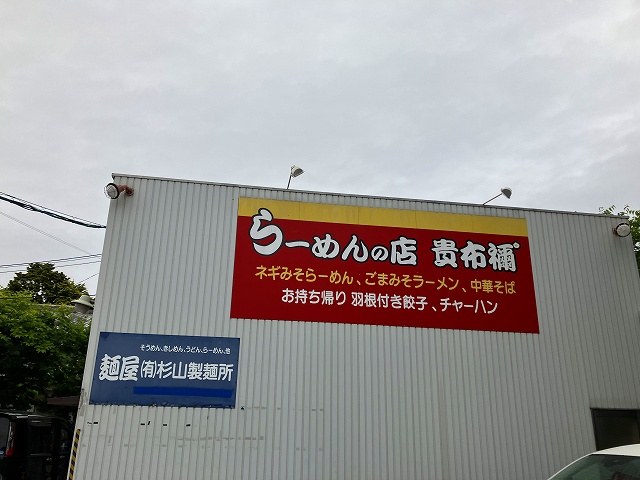 らーめんの店 貴布禰
ネギみそらーめん、ごまみそラーメン、中華そば
お持ち帰り 羽根付き餃子、チャーハン
そうめん、きしめん、うどん、らーめん、他
麺屋 (有)杉山製麺所